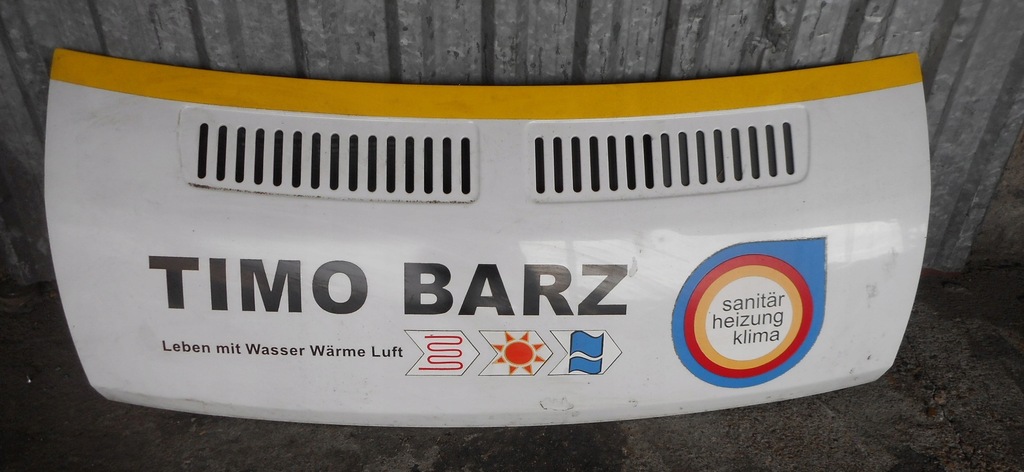 TIMO BARZ
Leben mit Wasser Wärme Luft
sanitär
heizung
klima